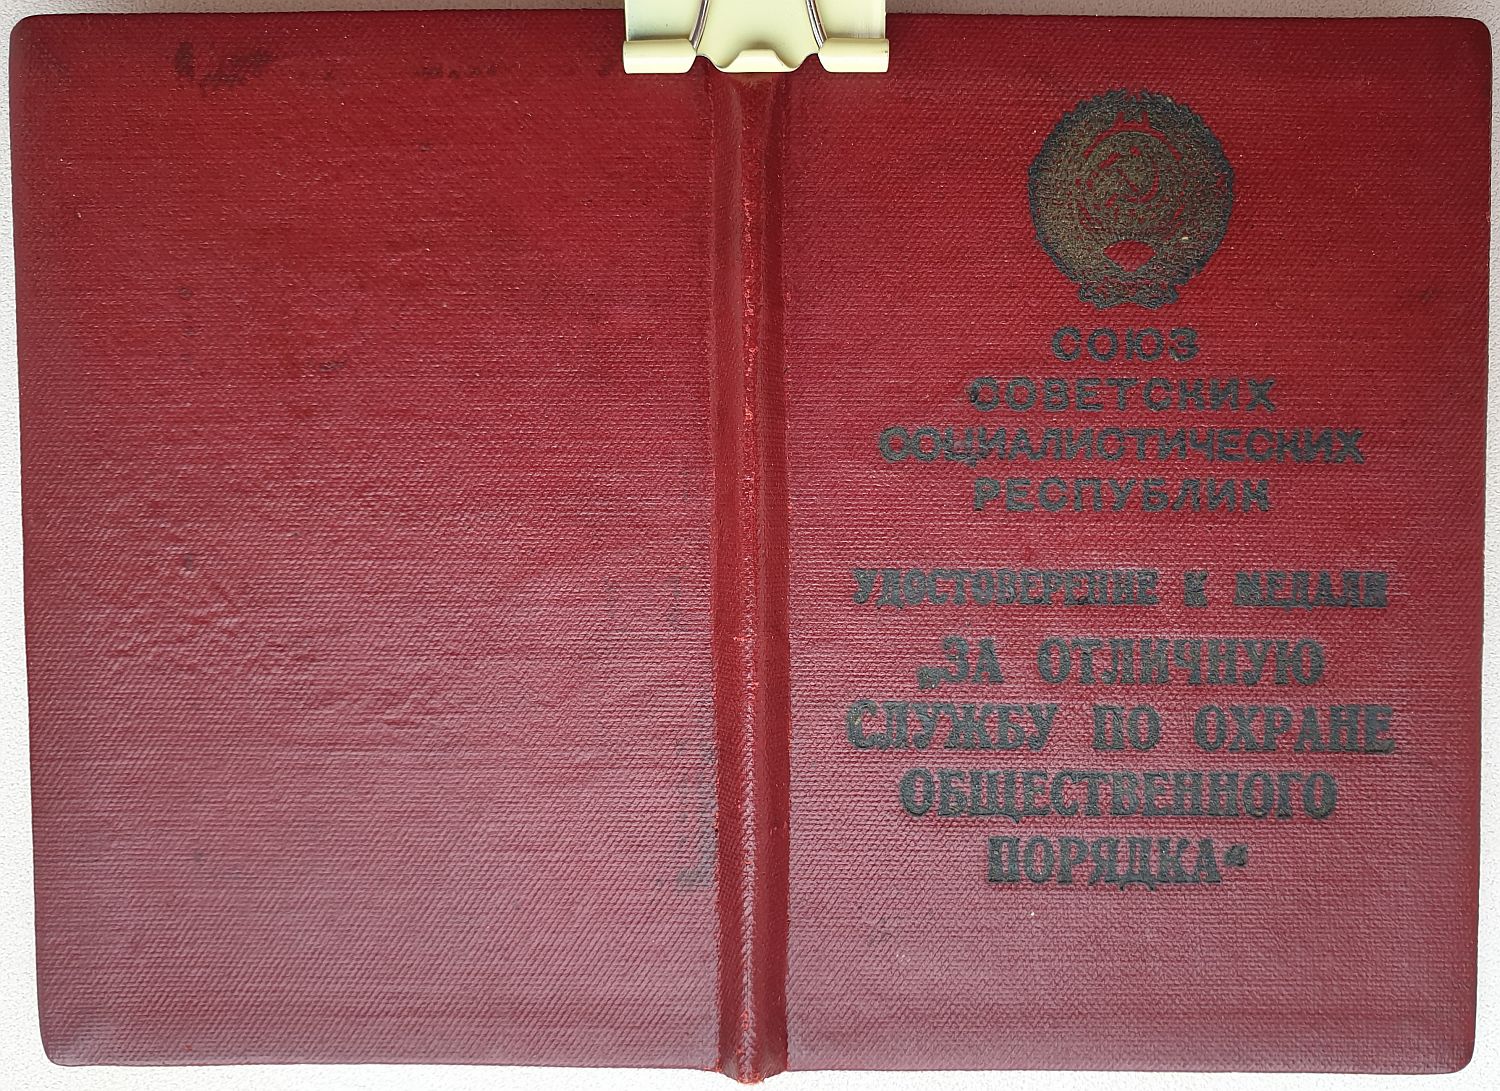 СОЮЗ
СОВЕТСКИХ
СОЦИАЛИСТИЧЕСКИХ
РЕСПУБЛИК
УДОСТОВЕРЕНИЕ К МЕДАЛИ
„ЗА ОТЛИЧНУЮ
СЛУЖБУ ПО ОХРАНЕ
ОБЩЕСТВЕННОГО
ПОРЯДКА“